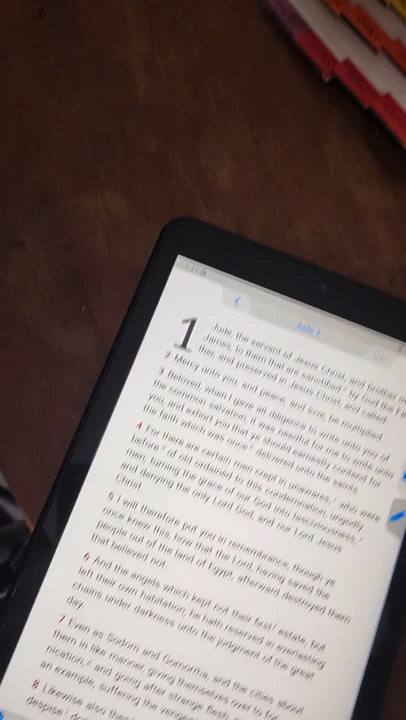 Jude 1
1 Jude, the servant of Jesus Christ, and brother
James, to them that are sanctified by God the
and preserved in Jesus Christ, and called
2 Mercy unto you, and peace, and love, be multiplied
3 Beloved, when I gave all diligence to write unto you of
the common salvation, it was needful for me to write unto
you, and exhort you that ye should earnestly contend for
the faith which was once delivered unto the saints
4 For there are certain men crept in unawares, who were
before of old ordained to this condemnation, ungodly
men, turning the grace of our God into lasciviousness,
and denying the only Lord God, and our Lord Jesus
Christ.
5 I will therefore put you in remembrance, though ye
once knew this, how that the Lord, having saved the
people out of the land of Egypt, afterward destroyed them
that believed not.
6 And the angels which kept not their first estate, but
left their own habitation, he hath reserved in everlasting
chains under darkness unto the judgment of the great
day.
7 Even as Sodom and Gomorrha, and the cities about
them in like manner, giving themselves over to
nication, and going after strange flesh,
an example, suffering the
8 Likewise also
despise